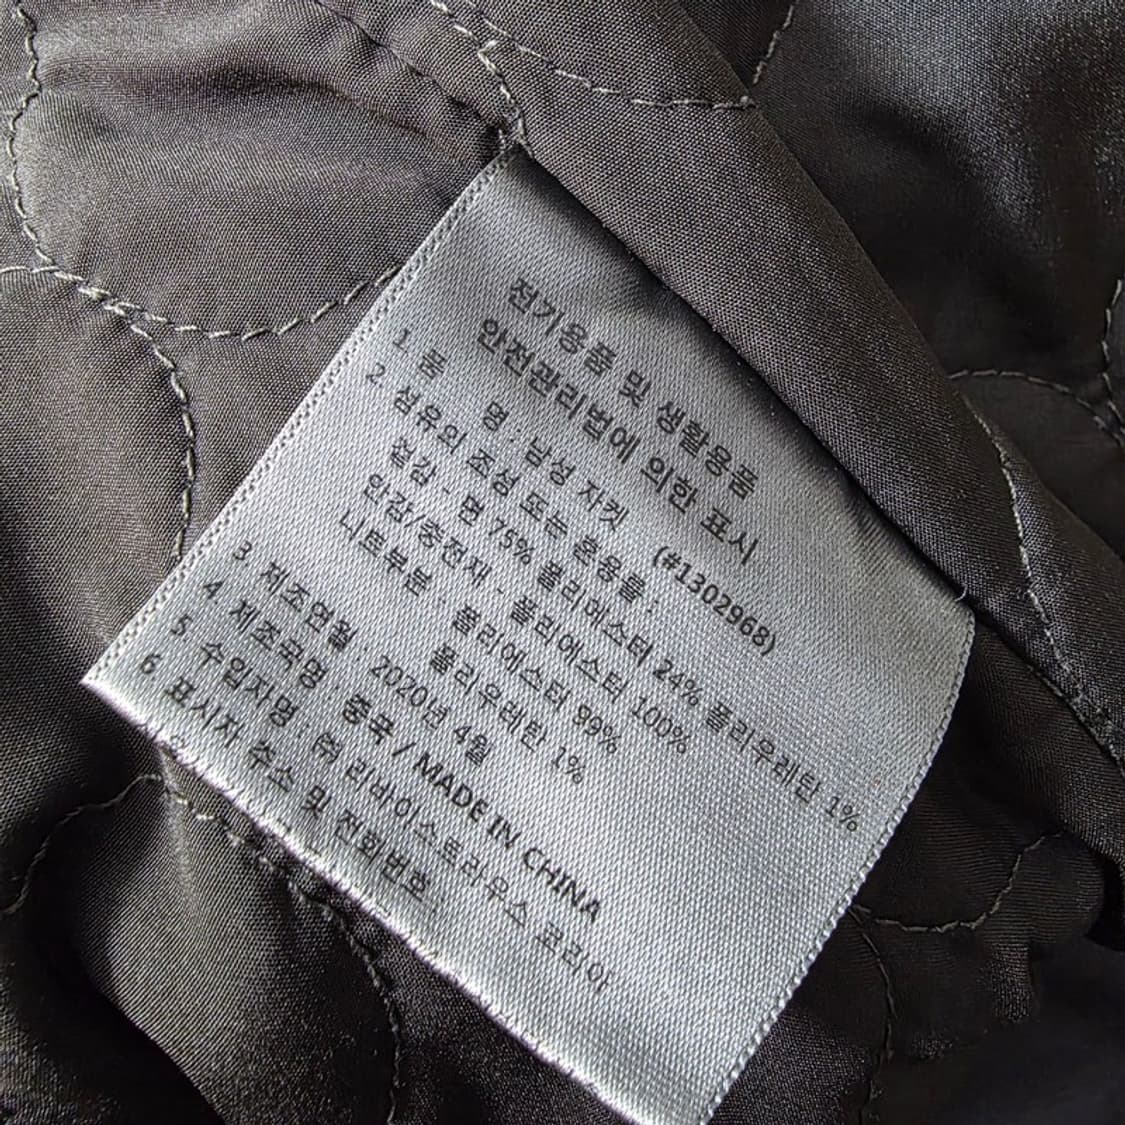 전기용품 및 생활용품
안전관리법에 의한 표시
1. 품 명 : 남성 자켓 (#1302968)
2. 섬유의 조성 또는 혼용률 :
겉감 - 면 75% 폴리에스터 24% 폴리우레탄 1%
안감/충전재 - 폴리에스터 100%
니트부분 - 폴리에스터 99%
폴리우레탄 1%
3. 제조연월 : 2020년 4월
4. 제조국명 : 중국 / MADE IN CHINA
5. 수입자명 : ㈜ 리바이스트라우스 코리아
6. 표시자 주소 및 전화번호 :